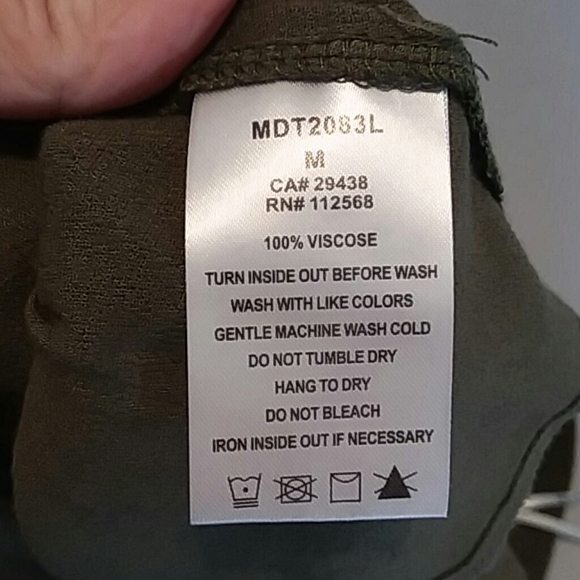 MDT2083L
M
CA# 29438
RN# 112568
100% VISCOSE
TURN INSIDE OUT BEFORE WASH
WASH WITH LIKE COLORS
GENTLE MACHINE WASH COLD
DO NOT TUMBLE DRY
HANG TO DRY
DO NOT BLEACH
IRON INSIDE OUT IF NECESSARY